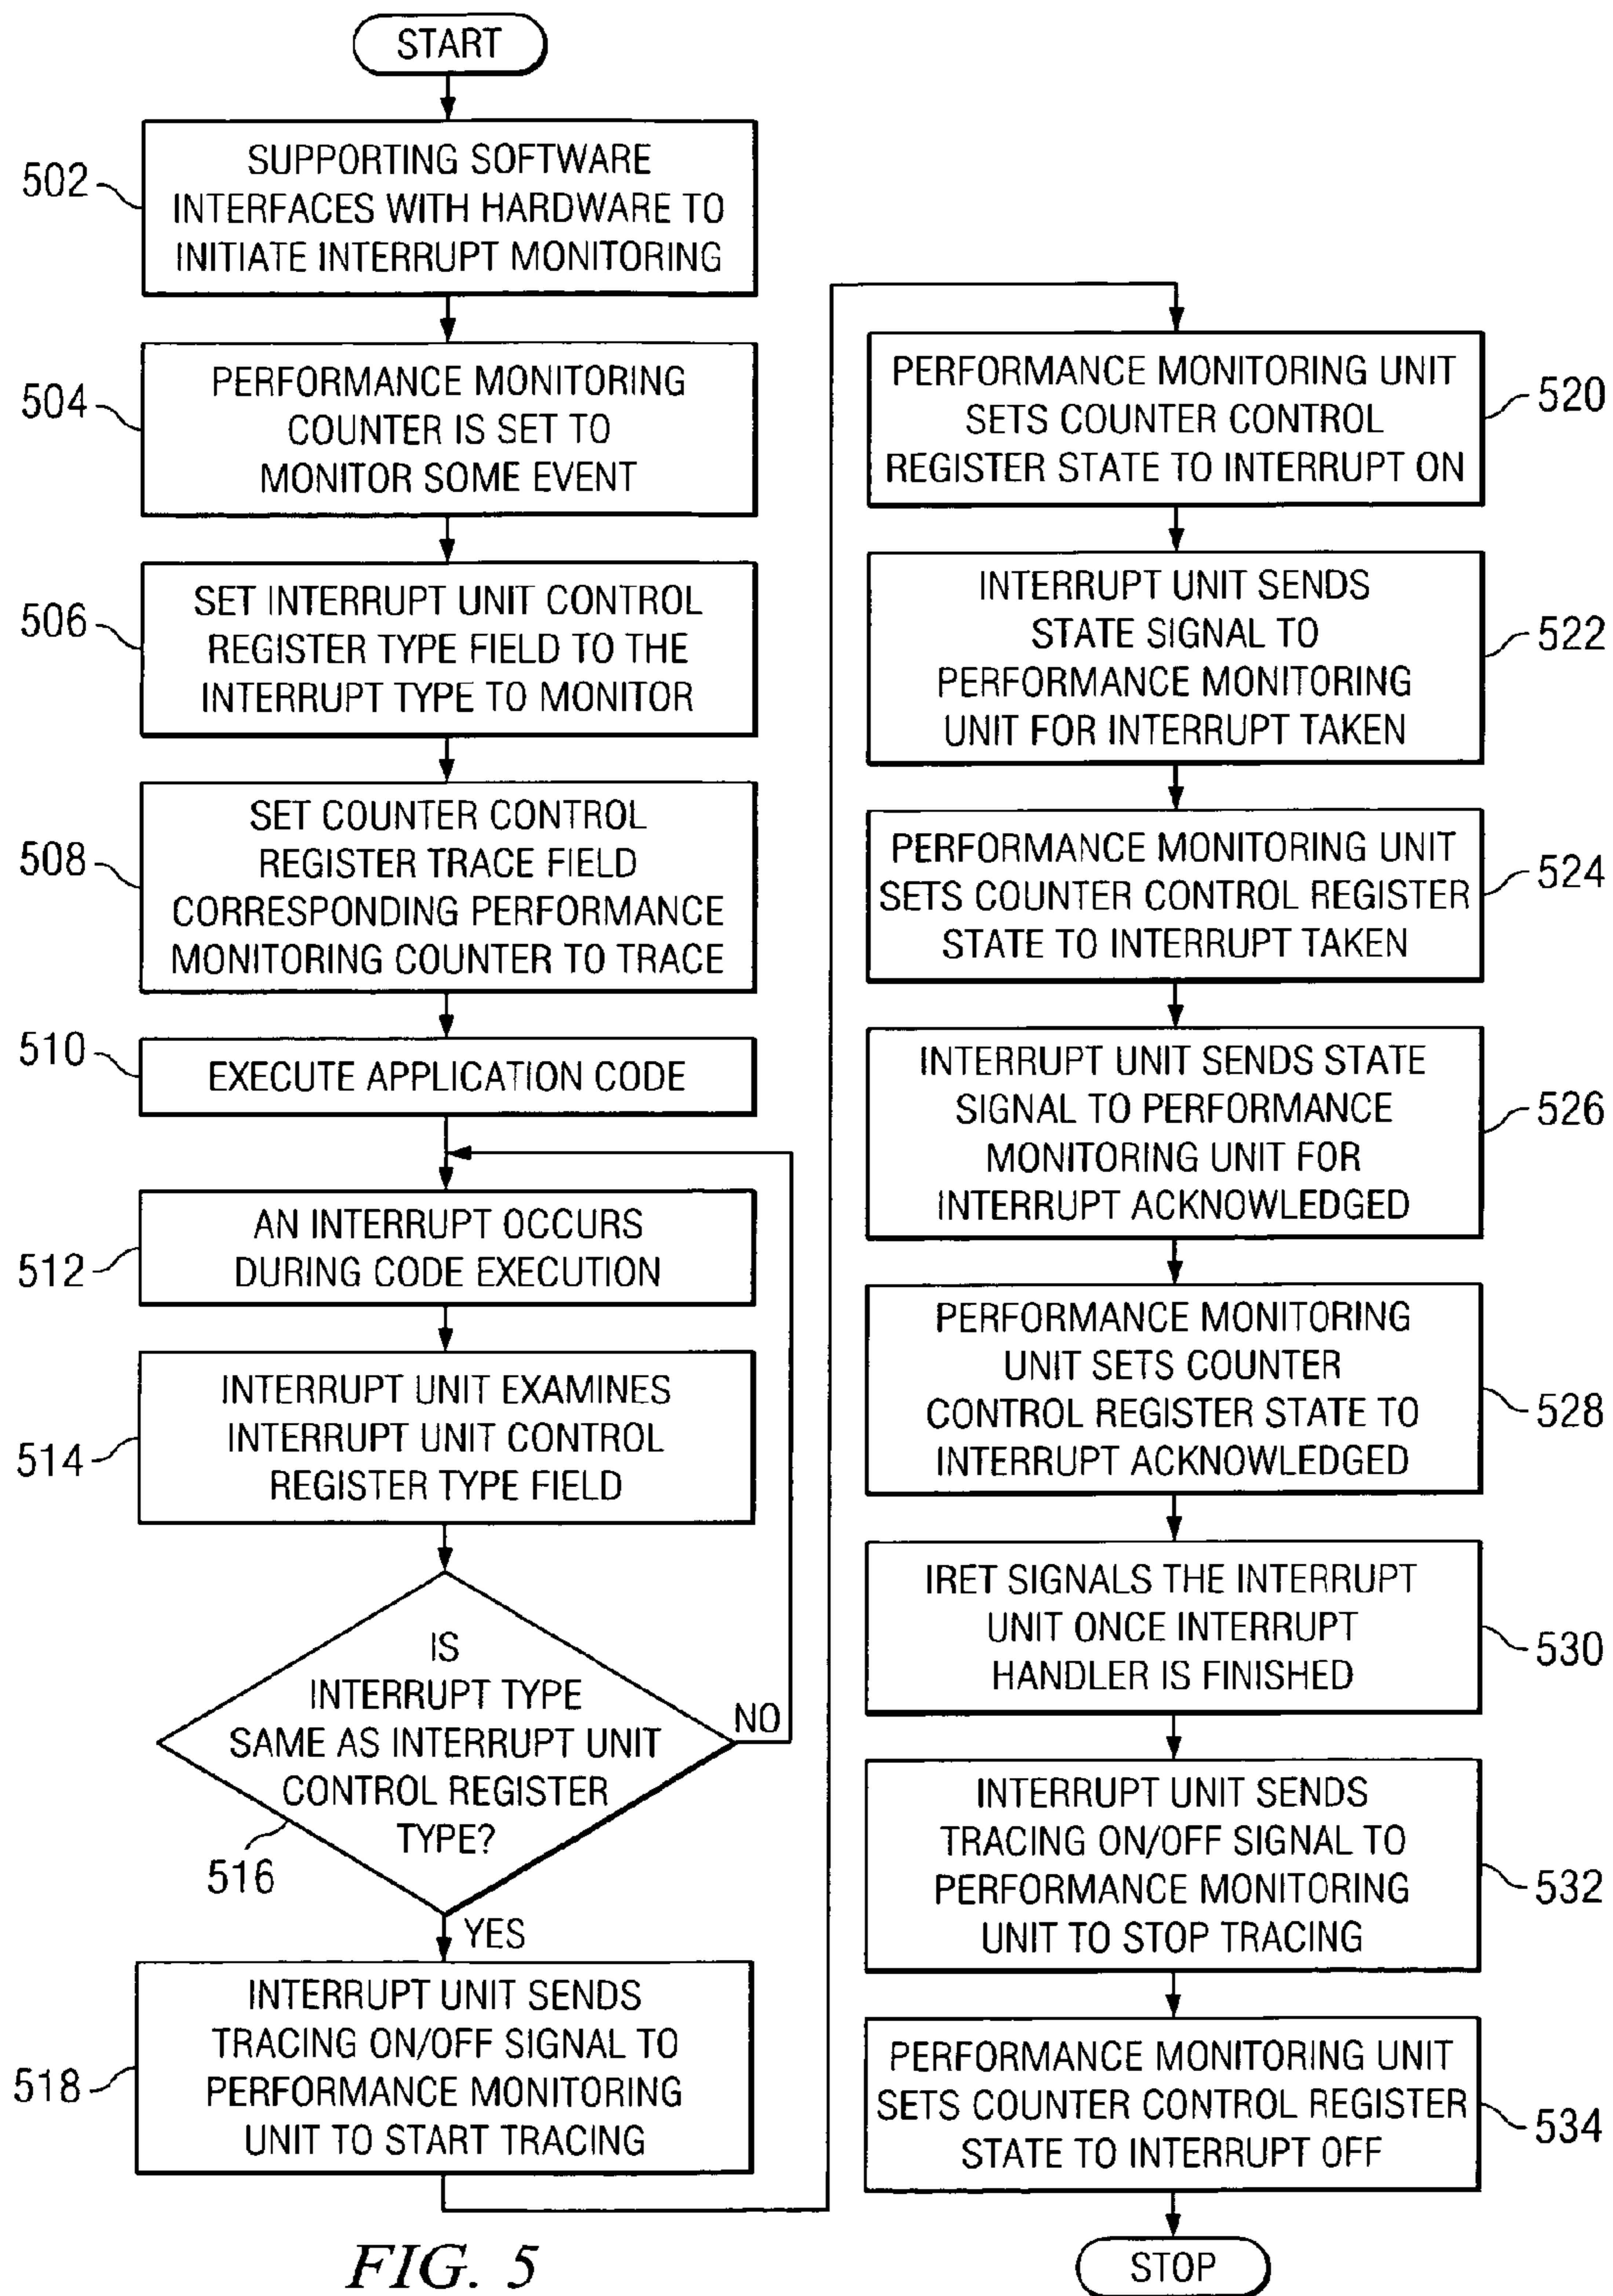 START
502
SUPPORTING SOFTWARE
INTERFACES WITH HARDWARE TO
INITIATE INTERRUPT MONITORING
504
PERFORMANCE MONITORING
COUNTER IS SET TO
MONITOR SOME EVENT
506
SET INTERRUPT UNIT CONTROL
REGISTER TYPE FIELD TO THE
INTERRUPT TYPE TO MONITOR
508
SET COUNTER CONTROL
REGISTER TRACE FIELD
CORRESPONDING PERFORMANCE
MONITORING COUNTER TO TRACE
510
EXECUTE APPLICATION CODE
512
AN INTERRUPT OCCURS
DURING CODE EXECUTION
514
INTERRUPT UNIT EXAMINES
INTERRUPT UNIT CONTROL
REGISTER TYPE FIELD
IS
INTERRUPT TYPE
SAME AS INTERRUPT UNIT
CONTROL REGISTER
TYPE?
NO
516
YES
518
INTERRUPT UNIT SENDS
TRACING ON/OFF SIGNAL TO
PERFORMANCE MONITORING
UNIT TO START TRACING
PERFORMANCE MONITORING UNIT
SETS COUNTER CONTROL
REGISTER STATE TO INTERRUPT ON
520
INTERRUPT UNIT SENDS
STATE SIGNAL TO
PERFORMANCE MONITORING
UNIT FOR INTERRUPT TAKEN
522
PERFORMANCE MONITORING UNIT
SETS COUNTER CONTROL REGISTER
STATE TO INTERRUPT TAKEN
524
INTERRUPT UNIT SENDS STATE
SIGNAL TO PERFORMANCE
MONITORING UNIT FOR
INTERRUPT ACKNOWLEDGED
526
PERFORMANCE MONITORING
UNIT SETS COUNTER
CONTROL REGISTER STATE TO
INTERRUPT ACKNOWLEDGED
528
IRET SIGNALS THE INTERRUPT
UNIT ONCE INTERRUPT
HANDLER IS FINISHED
530
INTERRUPT UNIT SENDS
TRACING ON/OFF SIGNAL TO
PERFORMANCE MONITORING
UNIT TO STOP TRACING
532
PERFORMANCE MONITORING UNIT
SETS COUNTER CONTROL REGISTER
STATE TO INTERRUPT OFF
534
STOP
FIG. 5